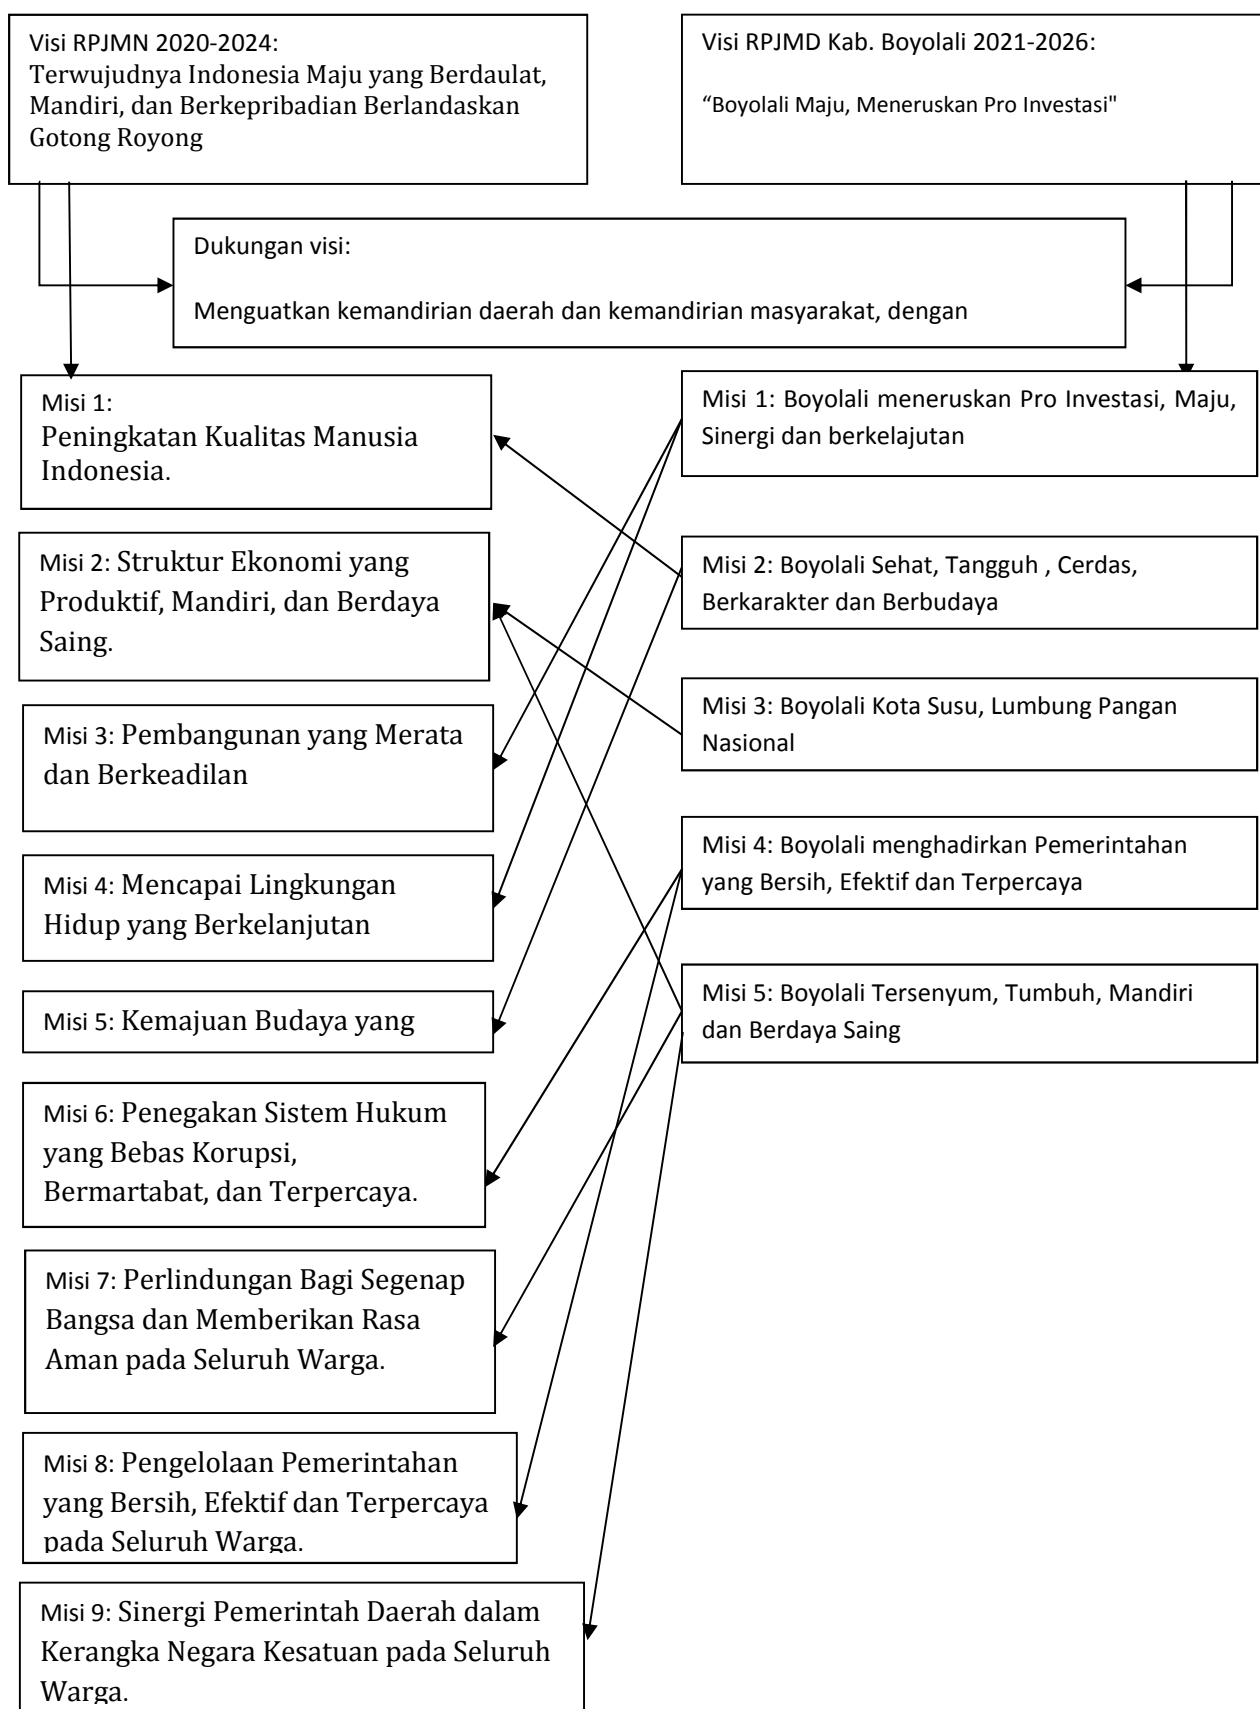 Visi RPJMN 2020-2024:
Terwujudnya Indonesia Maju yang Berdaulat,
Mandiri, dan Berkepribadian Berlandaskan
Gotong Royong
Visi RPJMD Kab. Boyolali 2021-2026:
“Boyolali Maju, Meneruskan Pro Investasi"
Dukungan visi:
Menguatkan kemandirian daerah dan kemandirian masyarakat, dengan
Misi 1:
Peningkatan Kualitas Manusia
Indonesia.
Misi 2: Struktur Ekonomi yang
Produktif, Mandiri, dan Berdaya
Saing.
Misi 3: Pembangunan yang Merata
dan Berkeadilan
Misi 4: Mencapai Lingkungan
Hidup yang Berkelanjutan
Misi 5: Kemajuan Budaya yang
Misi 6: Penegakan Sistem Hukum
yang Bebas Korupsi,
Bermartabat, dan Terpercaya.
Misi 7: Perlindungan Bagi Segenap
Bangsa dan Memberikan Rasa
Aman pada Seluruh Warga.
Misi 8: Pengelolaan Pemerintahan
yang Bersih, Efektif dan Terpercaya
pada Seluruh Warga.
Misi 9: Sinergi Pemerintah Daerah dalam
Kerangka Negara Kesatuan pada Seluruh
Warga.
Misi 1: Boyolali meneruskan Pro Investasi, Maju,
Sinergi dan berkelajutan
Misi 2: Boyolali Sehat, Tangguh , Cerdas,
Berkarakter dan Berbudaya
Misi 3: Boyolali Kota Susu, Lumbung Pangan
Nasional
Misi 4: Boyolali menghadirkan Pemerintahan
yang Bersih, Efektif dan Terpercaya
Misi 5: Boyolali Tersenyum, Tumbuh, Mandiri
dan Berdaya Saing